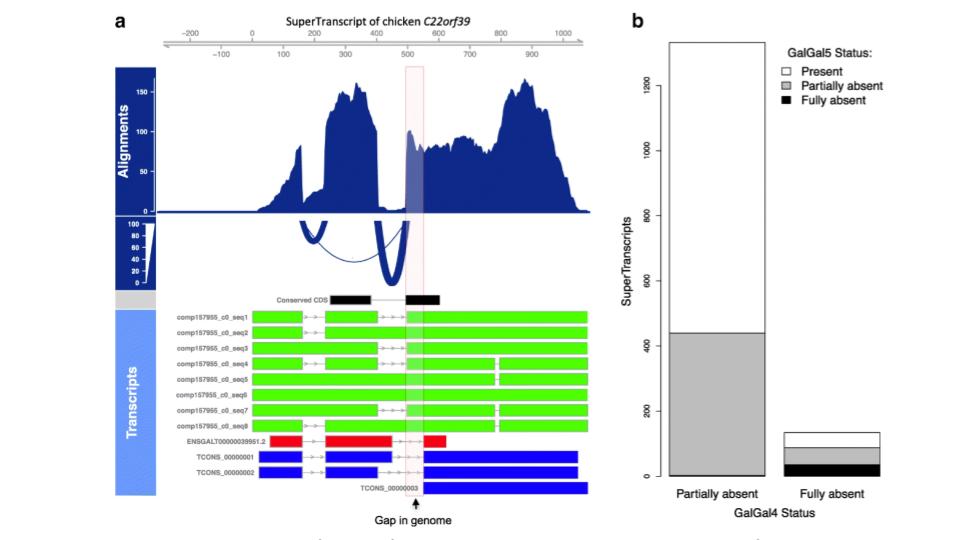 a
SuperTranscript of chicken C22orf39
−200 0 200 400 600 800 1000
−100 100 300 500 700 900
Alignments
150
100
50
0
100
80
60
40
20
0
Conserved CDS
Transcripts
comp157955_c0_seq1
comp157955_c0_seq2
comp157955_c0_seq3
comp157955_c0_seq4
comp157955_c0_seq5
comp157955_c0_seq6
comp157955_c0_seq7
comp157955_c0_seq8
ENSGALT00000039951.2
TCONS_00000001
TCONS_00000002
TCONS_00000003
Gap in genome
b
GalGal5 Status:
Present
Partially absent
Fully absent
SuperTranscripts
1200
1000
800
600
400
200
0
Partially absent Fully absent
GalGal4 Status